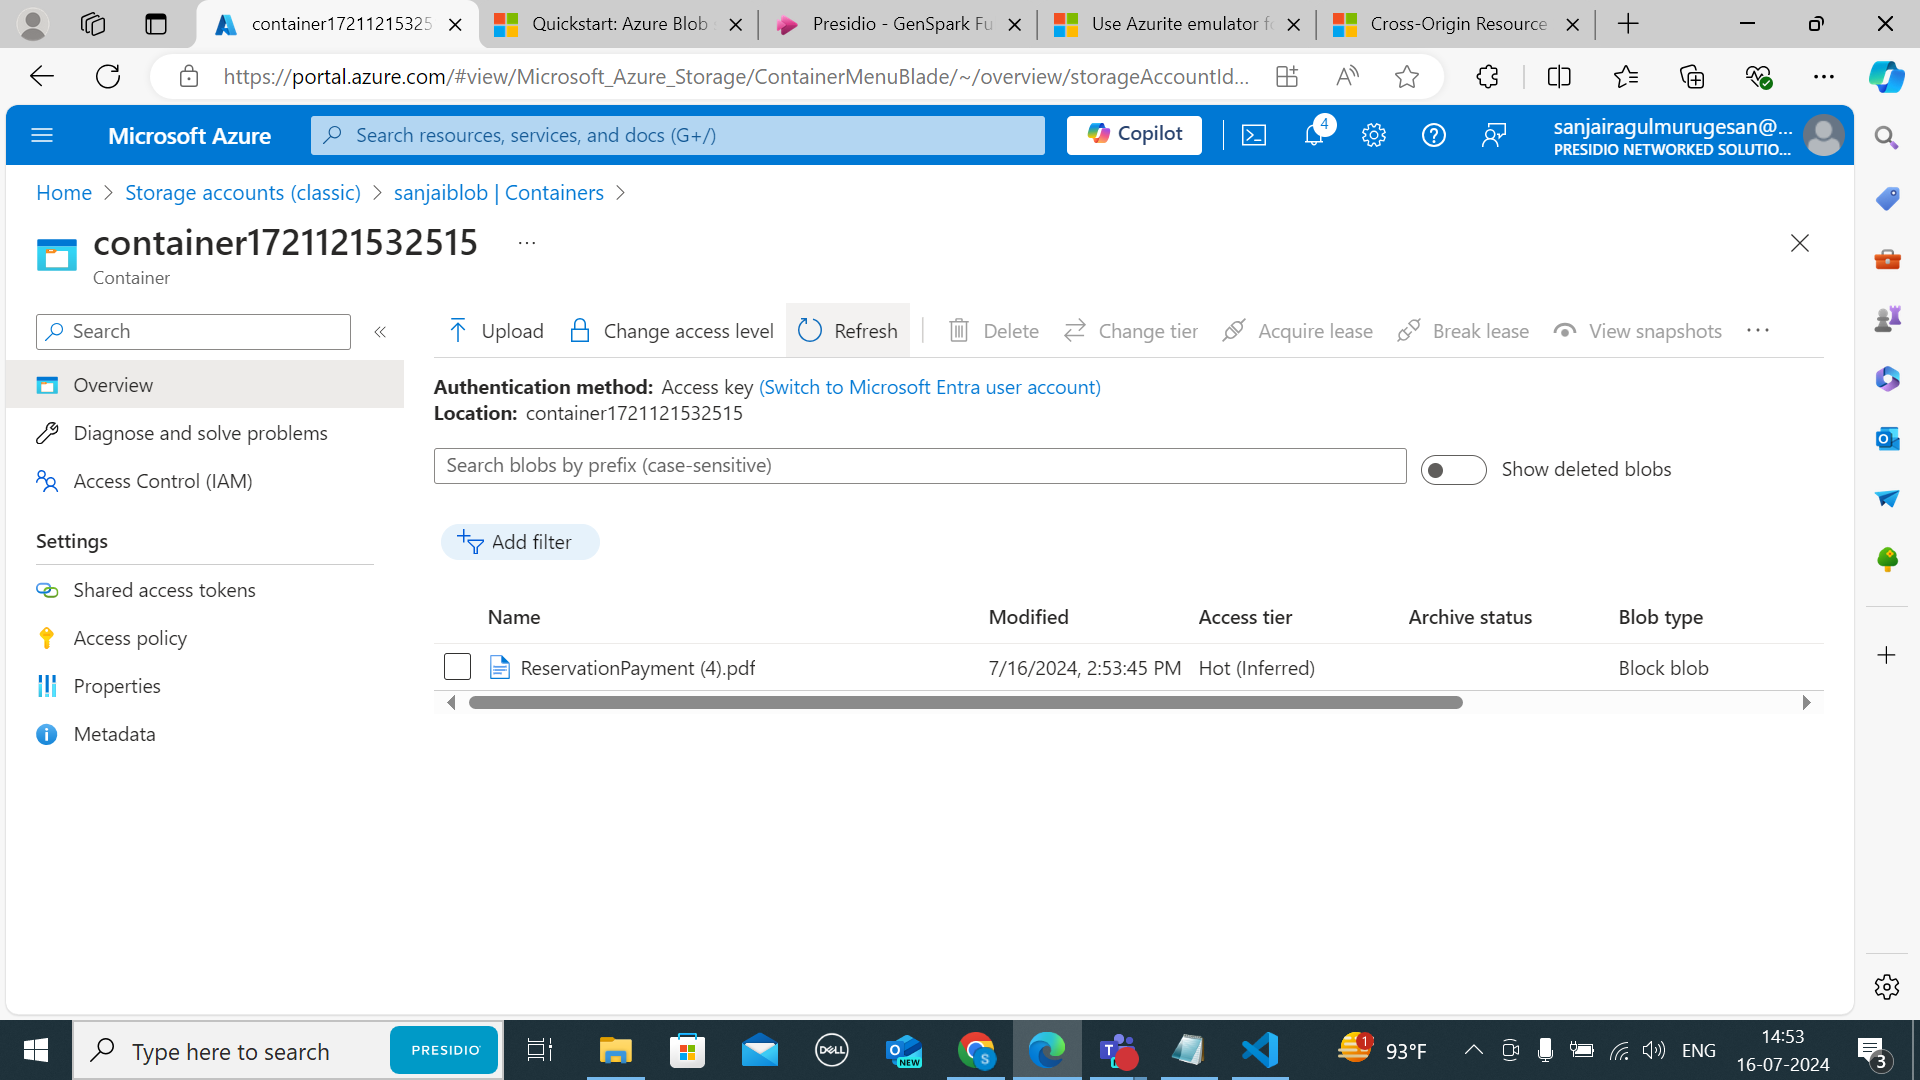 container17211215325
Quickstart: Azure Blob s
Presidio - GenSpark Fu
Use Azurite emulator fo
Cross-Origin Resource
https://portal.azure.com/#view/Microsoft_Azure_Storage/ContainerMenuBlade/~/overview/storageAccountId...
Microsoft Azure
Search resources, services, and docs (G+/)
Copilot
4
sanjairagulmurugesan@...
PRESIDIO NETWORKED SOLUTIO...
Home
Storage accounts (classic)
sanjaiblob | Containers
container1721121532515
...
Container
Search
«
Upload
Change access level
Refresh
Delete
Change tier
Acquire lease
Break lease
View snapshots
...
Overview
Diagnose and solve problems
Access Control (IAM)
Settings
Shared access tokens
Access policy
Properties
Metadata
Authentication method: Access key (Switch to Microsoft Entra user account)
Location: container1721121532515
Search blobs by prefix (case-sensitive)
Show deleted blobs
Add filter
Name Modified Access tier Archive status Blob type
ReservationPayment (4).pdf 7/16/2024, 2:53:45 PM Hot (Inferred) Block blob
Type here to search
PRESIDIO
DELL
NEW
S
1
93°F
ENG
14:53
16-07-2024
3